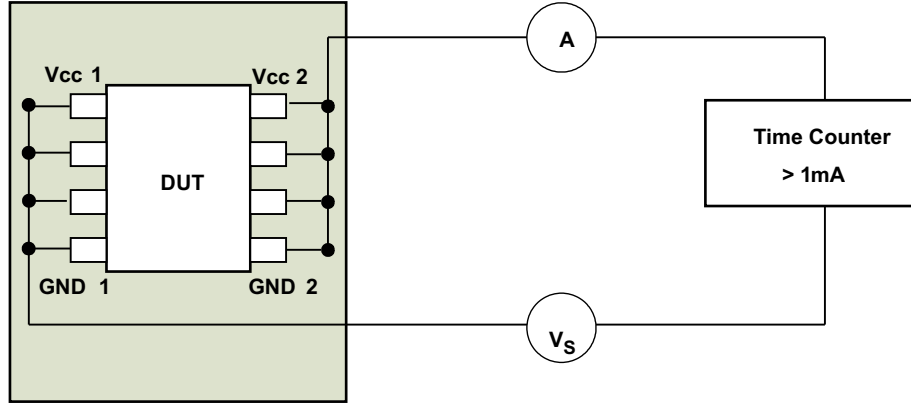 A
Vcc 1
Vcc 2
Time Counter
> 1mA
DUT
GND 1
GND 2
VS